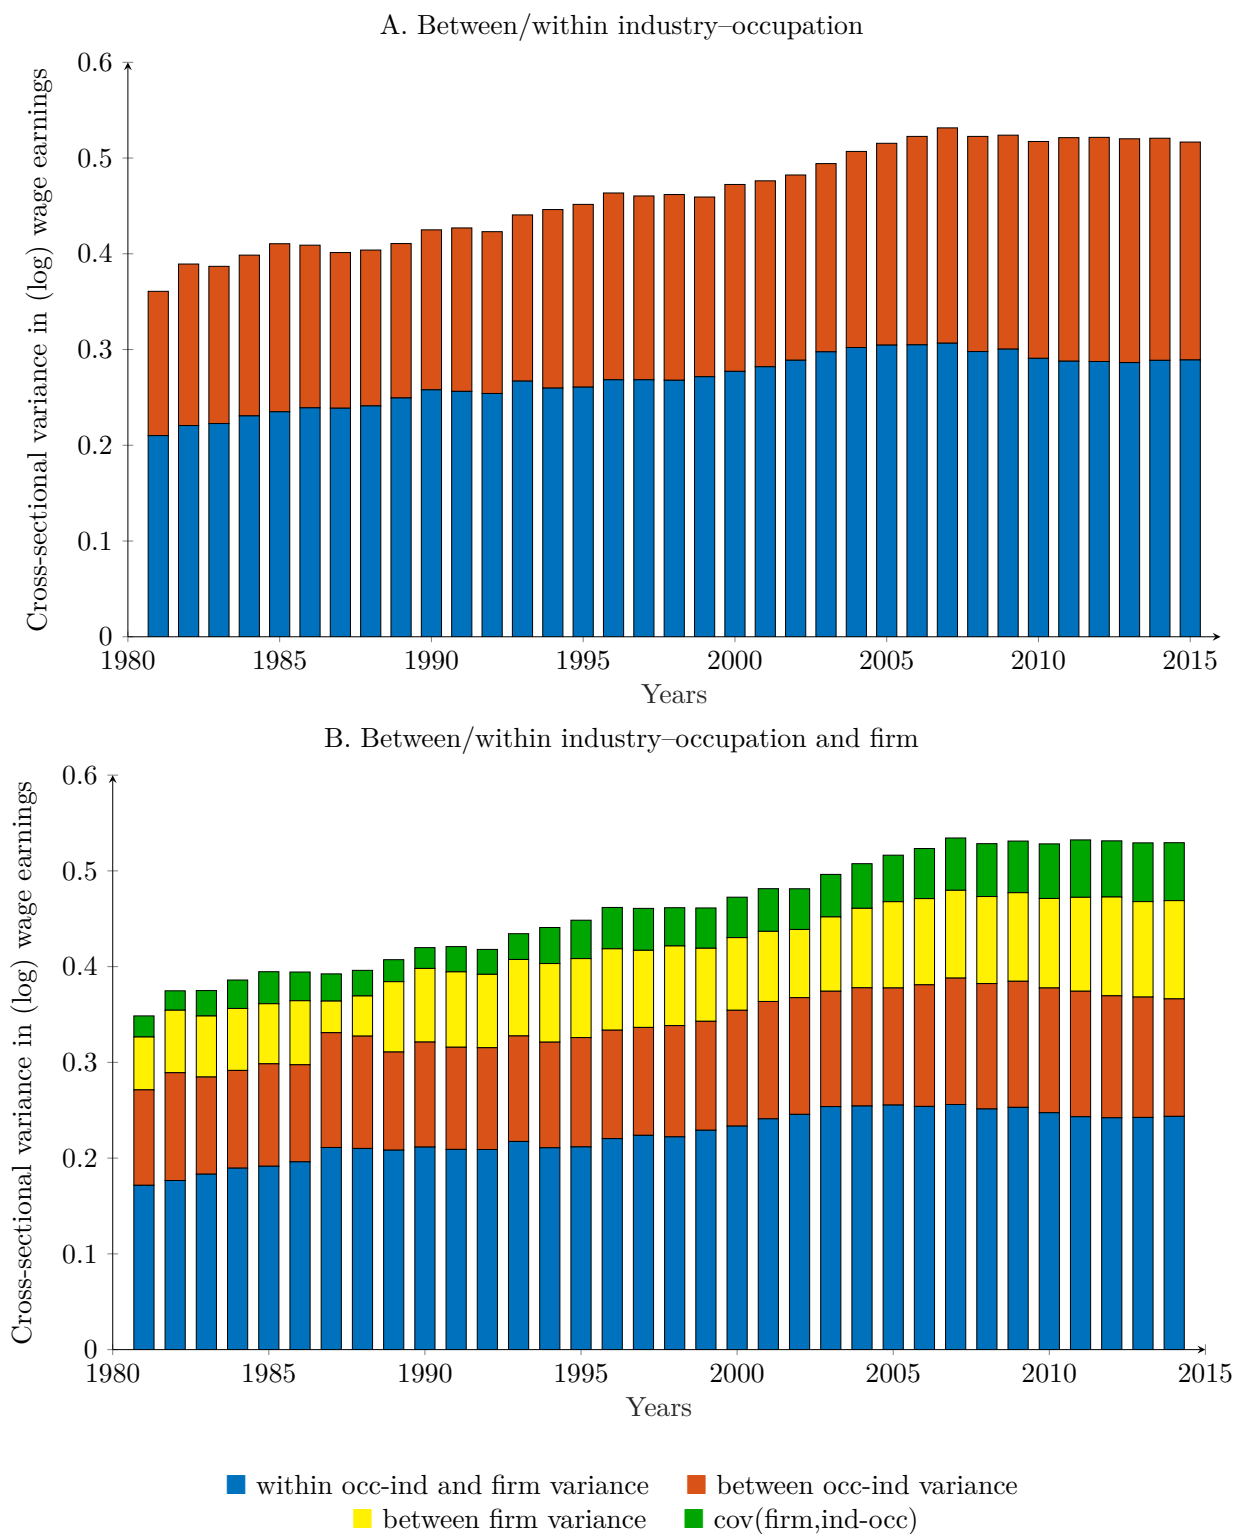 A. Between/within industry–occupation
Cross-sectional variance in (log) wage earnings
0.6
0.5
0.4
0.3
0.2
0.1
0
1980 1985 1990 1995 2000 2005 2010 2015
Years
B. Between/within industry–occupation and firm
Cross-sectional variance in (log) wage earnings
0.6
0.5
0.4
0.3
0.2
0.1
0
1980 1985 1990 1995 2000 2005 2010 2015
Years
within occ-ind and firm variance between occ-ind variance
between firm variance cov(firm,ind-occ)